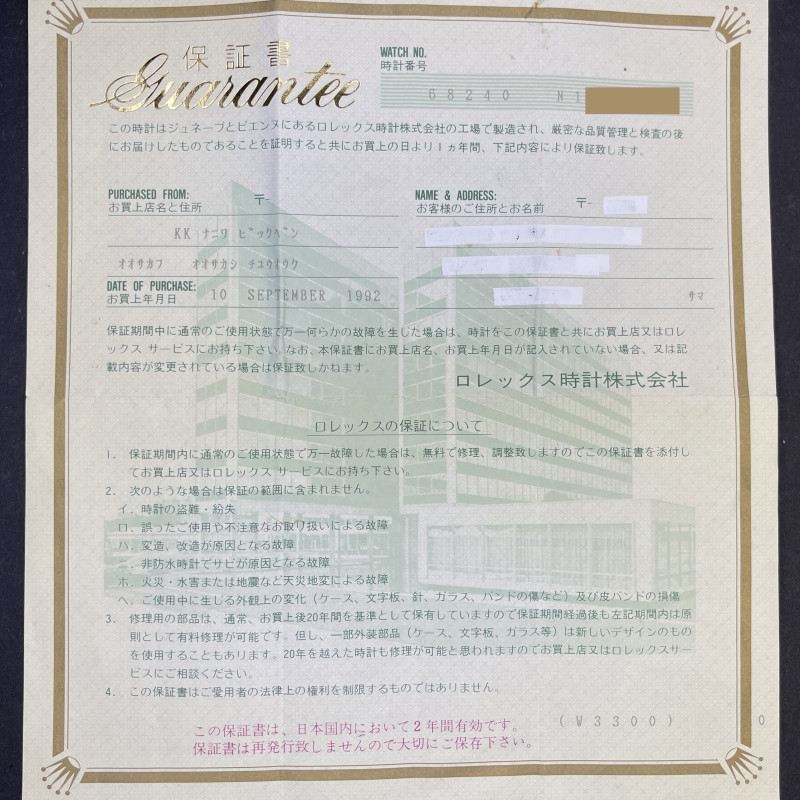 保証書
Guarantee
WATCH NO.
時計番号
68240 N1
この時計はジュネーブとビエンヌにあるロレックス時計株式会社の工場で製造され、厳密な品質管理と検査の後
にお届けしたものであることを証明すると共にお買上の日より1ヵ年間、下記内容により保証致します。
PURCHASED FROM:
お買上店名と住所 〒-
KK ナニワ ビックベン
オオサカフ オオサカシ チユウオウク
DATE OF PURCHASE:
お買上年月日 10 SEPTEMBER 1992
NAME & ADDRESS:
お客様のご住所とお名前 〒-
サマ
保証期間中に通常のご使用状態で万一何らかの故障を生じた場合は、時計をこの保証書と共にお買上店又はロレ
ックス サービスにお持ち下さい。なお、本保証書にお買上店名、お買上年月日が記入されていない場合、又は記
載内容が変更されている場合は保証致しかねます。
ロレックス時計株式会社
ロレックスの保証について
1. 保証期間内に通常のご使用状態で万一故障した場合は、無料で修理、調整致しますのでこの保証書を添付し
てお買上店又はロレックス サービスにお持ち下さい。
2. 次のような場合は保証の範囲に含まれません。
イ. 時計の盗難・紛失
ロ. 誤ったご使用や不注意なお取り扱いによる故障
ハ. 変造、改造が原因となる故障
ニ. 非防水時計でサビが原因となる故障
ホ. 火災・水害または地震など天災地変による故障
ヘ. ご使用中に生じる外観上の変化（ケース、文字板、針、ガラス、バンドの傷など）及び皮バンドの損傷
3. 修理用の部品は、通常、お買上後20年間を基準として保有していますので保証期間経過後も左記期間内は原
則として有料修理が可能です。但し、一部外装部品（ケース、文字板、ガラス等）は新しいデザインのもの
を使用することもあります。20年を越えた時計も修理が可能と思われますのでお買上店又はロレックスサー
ビスにご相談ください。
4. この保証書はご愛用者の法律上の権利を制限するものではありません。
この保証書は、日本国内において2年間有効です。
保証書は再発行致しませんので大切にご保存下さい。
(W3300) 0